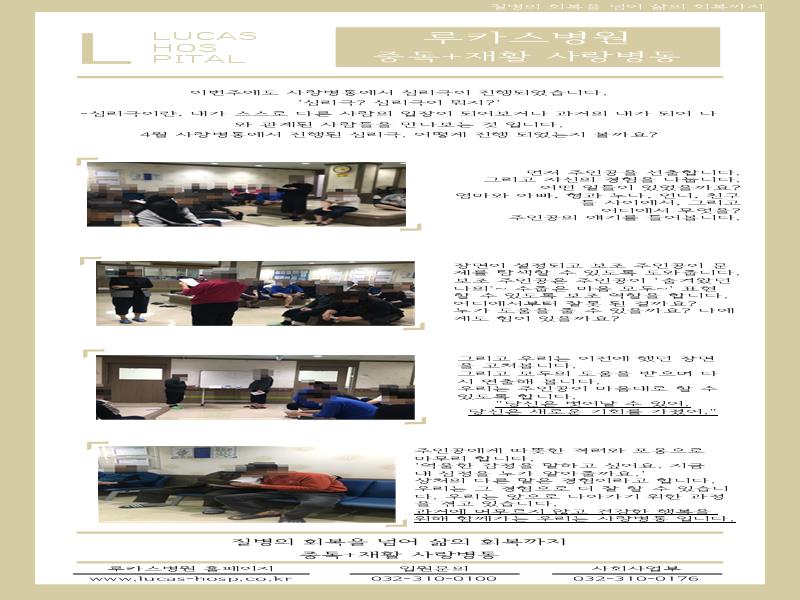 질병의 회복을 넘어 삶의 회복까지
LUCAS
HOS
PITAL
루카스병원
중독+재활 사랑병동
이번주에도 사랑병동에서 심리극이 진행되었습니다.
'심리극? 심리극이 뭐지?'
-심리극이란, 내가 스스로 다른 사람의 입장이 되어보거나 과거의 내가 되어 나
와 관계된 사람들을 만나보는 것 입니다.
4월 사랑병동에서 진행된 심리극, 어떻게 진행 되었는지 볼까요?
먼저 주인공을 선출합니다.
그리고 자신의 경험을 나눕니다.
어떤 일들이 있었을까요?
엄마와 아빠, 형과 누나, 언니, 친구
들 사이에서, 그리고
어디에서 무엇을?
주인공의 얘기를 들어봅니다.
장면이 설정되고 보조 주인공이 문
제를 탐색할 수 있도록 도와줍니다.
보조 주인공은 주인공이 '숨겨왔던
나의~ 수줍은 마음 모두~' 표현
할 수 있도록 보조 역할을 합니다.
어디에서부터 잘못 된 걸까요?
누가 도움을 줄 수 있을까요? 나에
게도 힘이 있을까요?
그리고 우리는 이전에 했던 장면
을 고쳐봅니다.
그리고 모두의 도움을 받으며 다
시 연출해 봅니다.
우리는 주인공이 마음대로 할 수
있도록 합니다.
"당신은 벗어날 수 있어,
당신은 새로운 기회를 가졌어."
주인공에게 따뜻한 격려와 포옹으로
마무리 합니다.
'억울한 감정을 말하고 싶어요, 지금
내 심정을 누가 알아줄까요.'
상처의 다른 말은 경험이라고 합니다.
우리는 그 경험으로 더 잘 할 수 있습니
다. 우리는 앞으로 나아가기 위한 과정
을 겪고 있습니다.
과거에 머무르지 않고 건강한 행복을
위해 함께가는 우리는 사랑병동 입니다.
질병의 회복을 넘어 삶의 회복까지
중독+재활 사랑병동
루카스병원 홈페이지
www.lucas-hosp.co.kr
입원문의
032-310-0100
사회사업부
032-310-0176